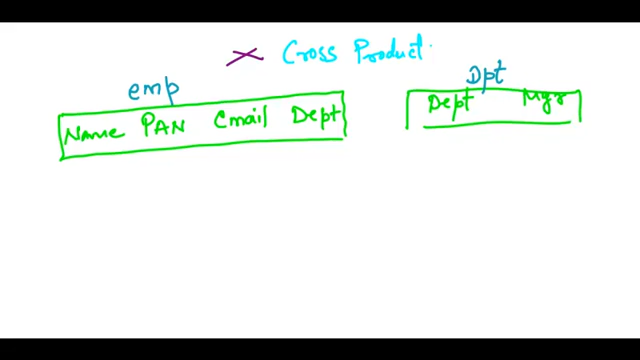 × Cross Product
emp
Dpt
Name PAN Email Dept
Dept Mgr